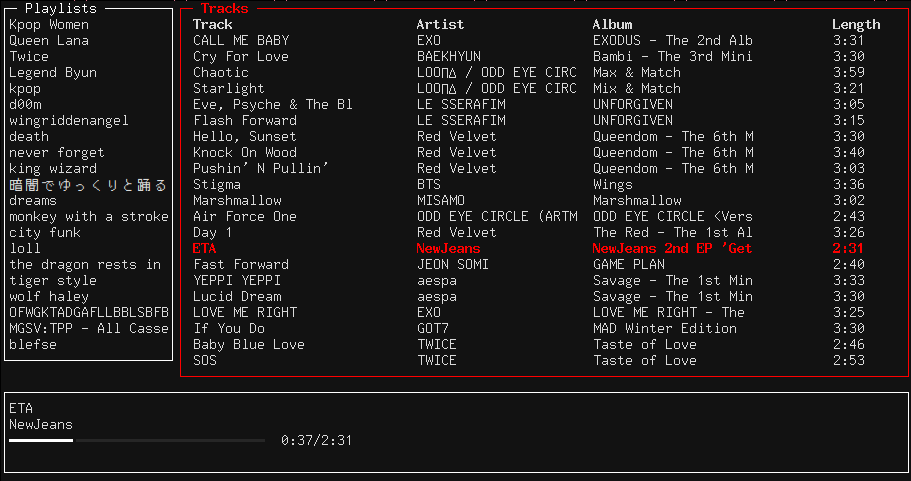 Playlists
Kpop Women
Queen Lana
Twice
Legend Byun
kpop
d00m
wingriddenangel
death
never forget
king wizard
暗闇でゆっくりと踊る
dreams
monkey with a stroke
city funk
loll
the dragon rests in
tiger style
wolf haley
OFWGKTADGAFLLBBLSBFB
MGSV:TPP – All Casse
blefse
Tracks
Track Artist Album Length
CALL ME BABY EXO EXODUS – The 2nd Alb 3:31
Cry For Love BAEKHYUN Bambi – The 3rd Mini 3:30
Chaotic LOOΠΔ / ODD EYE CIRC Max & Match 3:59
Starlight LOOΠΔ / ODD EYE CIRC Mix & Match 3:21
Eve, Psyche & The Bl LE SSERAFIM UNFORGIVEN 3:05
Flash Forward LE SSERAFIM UNFORGIVEN 3:15
Hello, Sunset Red Velvet Queendom – The 6th M 3:30
Knock On Wood Red Velvet Queendom – The 6th M 3:40
Pushin’ N Pullin’ Red Velvet Queendom – The 6th M 3:03
Stigma BTS Wings 3:36
Marshmallow MISAMO Marshmallow 3:02
Air Force One ODD EYE CIRCLE (ARTM ODD EYE CIRCLE <Vers 2:43
Day 1 Red Velvet The Red – The 1st Al 3:26
ETA NewJeans NewJeans 2nd EP 'Get 2:31
Fast Forward JEON SOMI GAME PLAN 2:40
YEPPI YEPPI aespa Savage – The 1st Min 3:33
Lucid Dream aespa Savage – The 1st Min 3:30
LOVE ME RIGHT EXO LOVE ME RIGHT – The 3:25
If You Do GOT7 MAD Winter Edition 3:30
Baby Blue Love TWICE Taste of Love 2:46
SOS TWICE Taste of Love 2:53
ETA
NewJeans
0:37/2:31